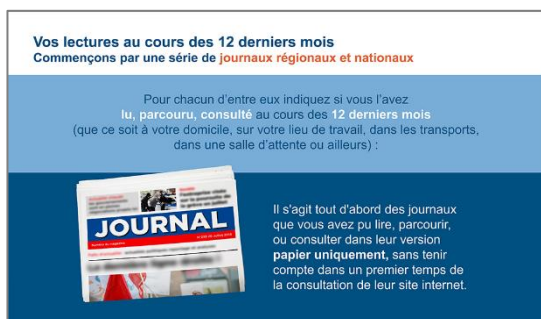 Vos lectures au cours des 12 derniers mois
Commençons par une série de journaux régionaux et nationaux
Pour chacun d'entre eux indiquez si vous l'avez
lu, parcouru, consulté au cours des 12 derniers mois
(que ce soit à votre domicile, sur votre lieu de travail, dans les transports,
dans une salle d'attente ou ailleurs) :
JOURNAL
Il s'agit tout d'abord des journaux
que vous avez pu lire, parcourir,
ou consulter dans leur version
papier uniquement, sans tenir
compte dans un premier temps de
la consultation de leur site internet.